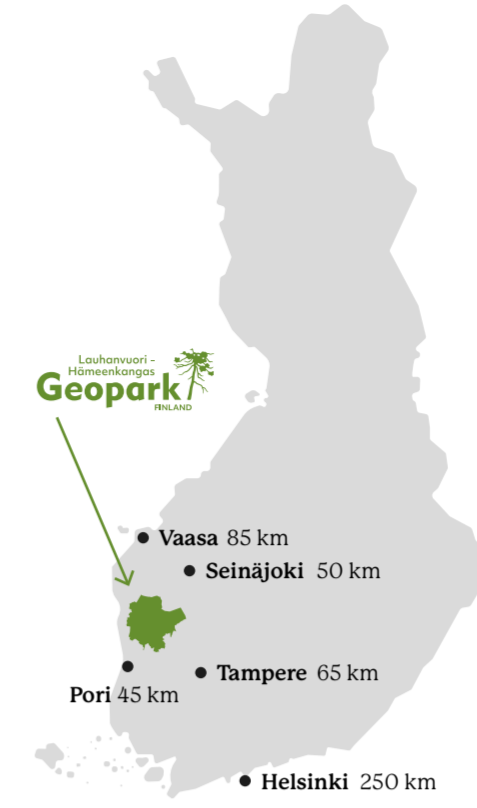 Lauhanvuori -
Hämeenkangas
Geopark
FINLAND
Vaasa 85 km
Seinäjoki 50 km
Tampere 65 km
Pori 45 km
Helsinki 250 km